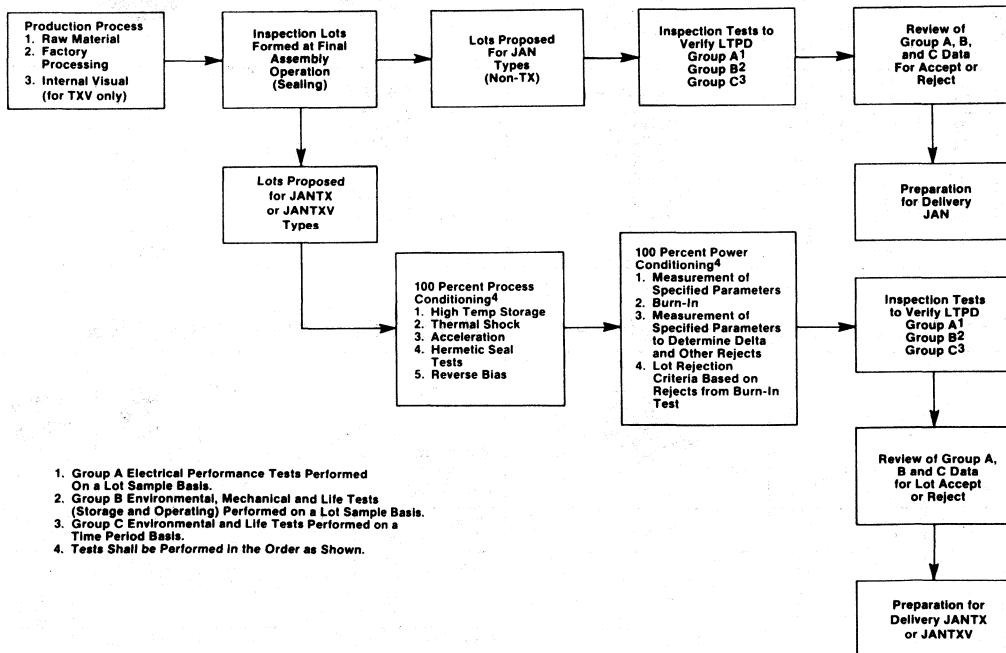 Production Process
1. Raw Material
2. Factory
Processing
3. Internal Visual
(for TXV only)
Inspection Lots
Formed at Final
Assembly
Operation
(Sealing)
Lots Proposed
For JAN
Types
(Non-TX)
Inspection Tests to
Verify LTPD
Group A1
Group B2
Group C3
Review of
Group A, B,
and C Data
For Accept or
Reject
Lots Proposed
for JANTX
or JANTXV
Types
Preparation
for Delivery
JAN
100 Percent Process
Conditioning4
1. High Temp Storage
2. Thermal Shock
3. Acceleration
4. Hermetic Seal
Tests
5. Reverse Bias
100 Percent Power
Conditioning4
1. Measurement of
Specified Parameters
2. Burn-In
3. Measurement of
Specified Parameters
to Determine Delta
and Other Rejects
4. Lot Rejection
Criteria Based on
Rejects from Burn-In
Test
Inspection Tests
to Verify LTPD
Group A1
Group B2
Group C3
Review of Group A,
B and C Data
for Lot Accept
or Reject
Preparation for
Delivery JANTX
or JANTXV
1. Group A Electrical Performance Tests Performed
On a Lot Sample Basis.
2. Group B Environmental, Mechanical and Life Tests
(Storage and Operating) Performed on a Lot Sample Basis.
3. Group C Environmental and Life Tests Performed on a
Time Period Basis.
4. Tests Shall be Performed in the Order as Shown.